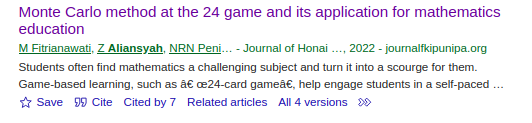 Monte Carlo method at the 24 game and its application for mathematics
education
M Fitrianawati, Z Aliansyah, NRN Peni… - Journal of Honai …, 2022 - journalfkipunipa.org
Students often find mathematics a challenging subject and turn it into a scourge for them.
Game-based learning, such as â€ œ24-card gameâ€, help engage students in a self-paced …
Save Cite Cited by 7 Related articles All 4 versions